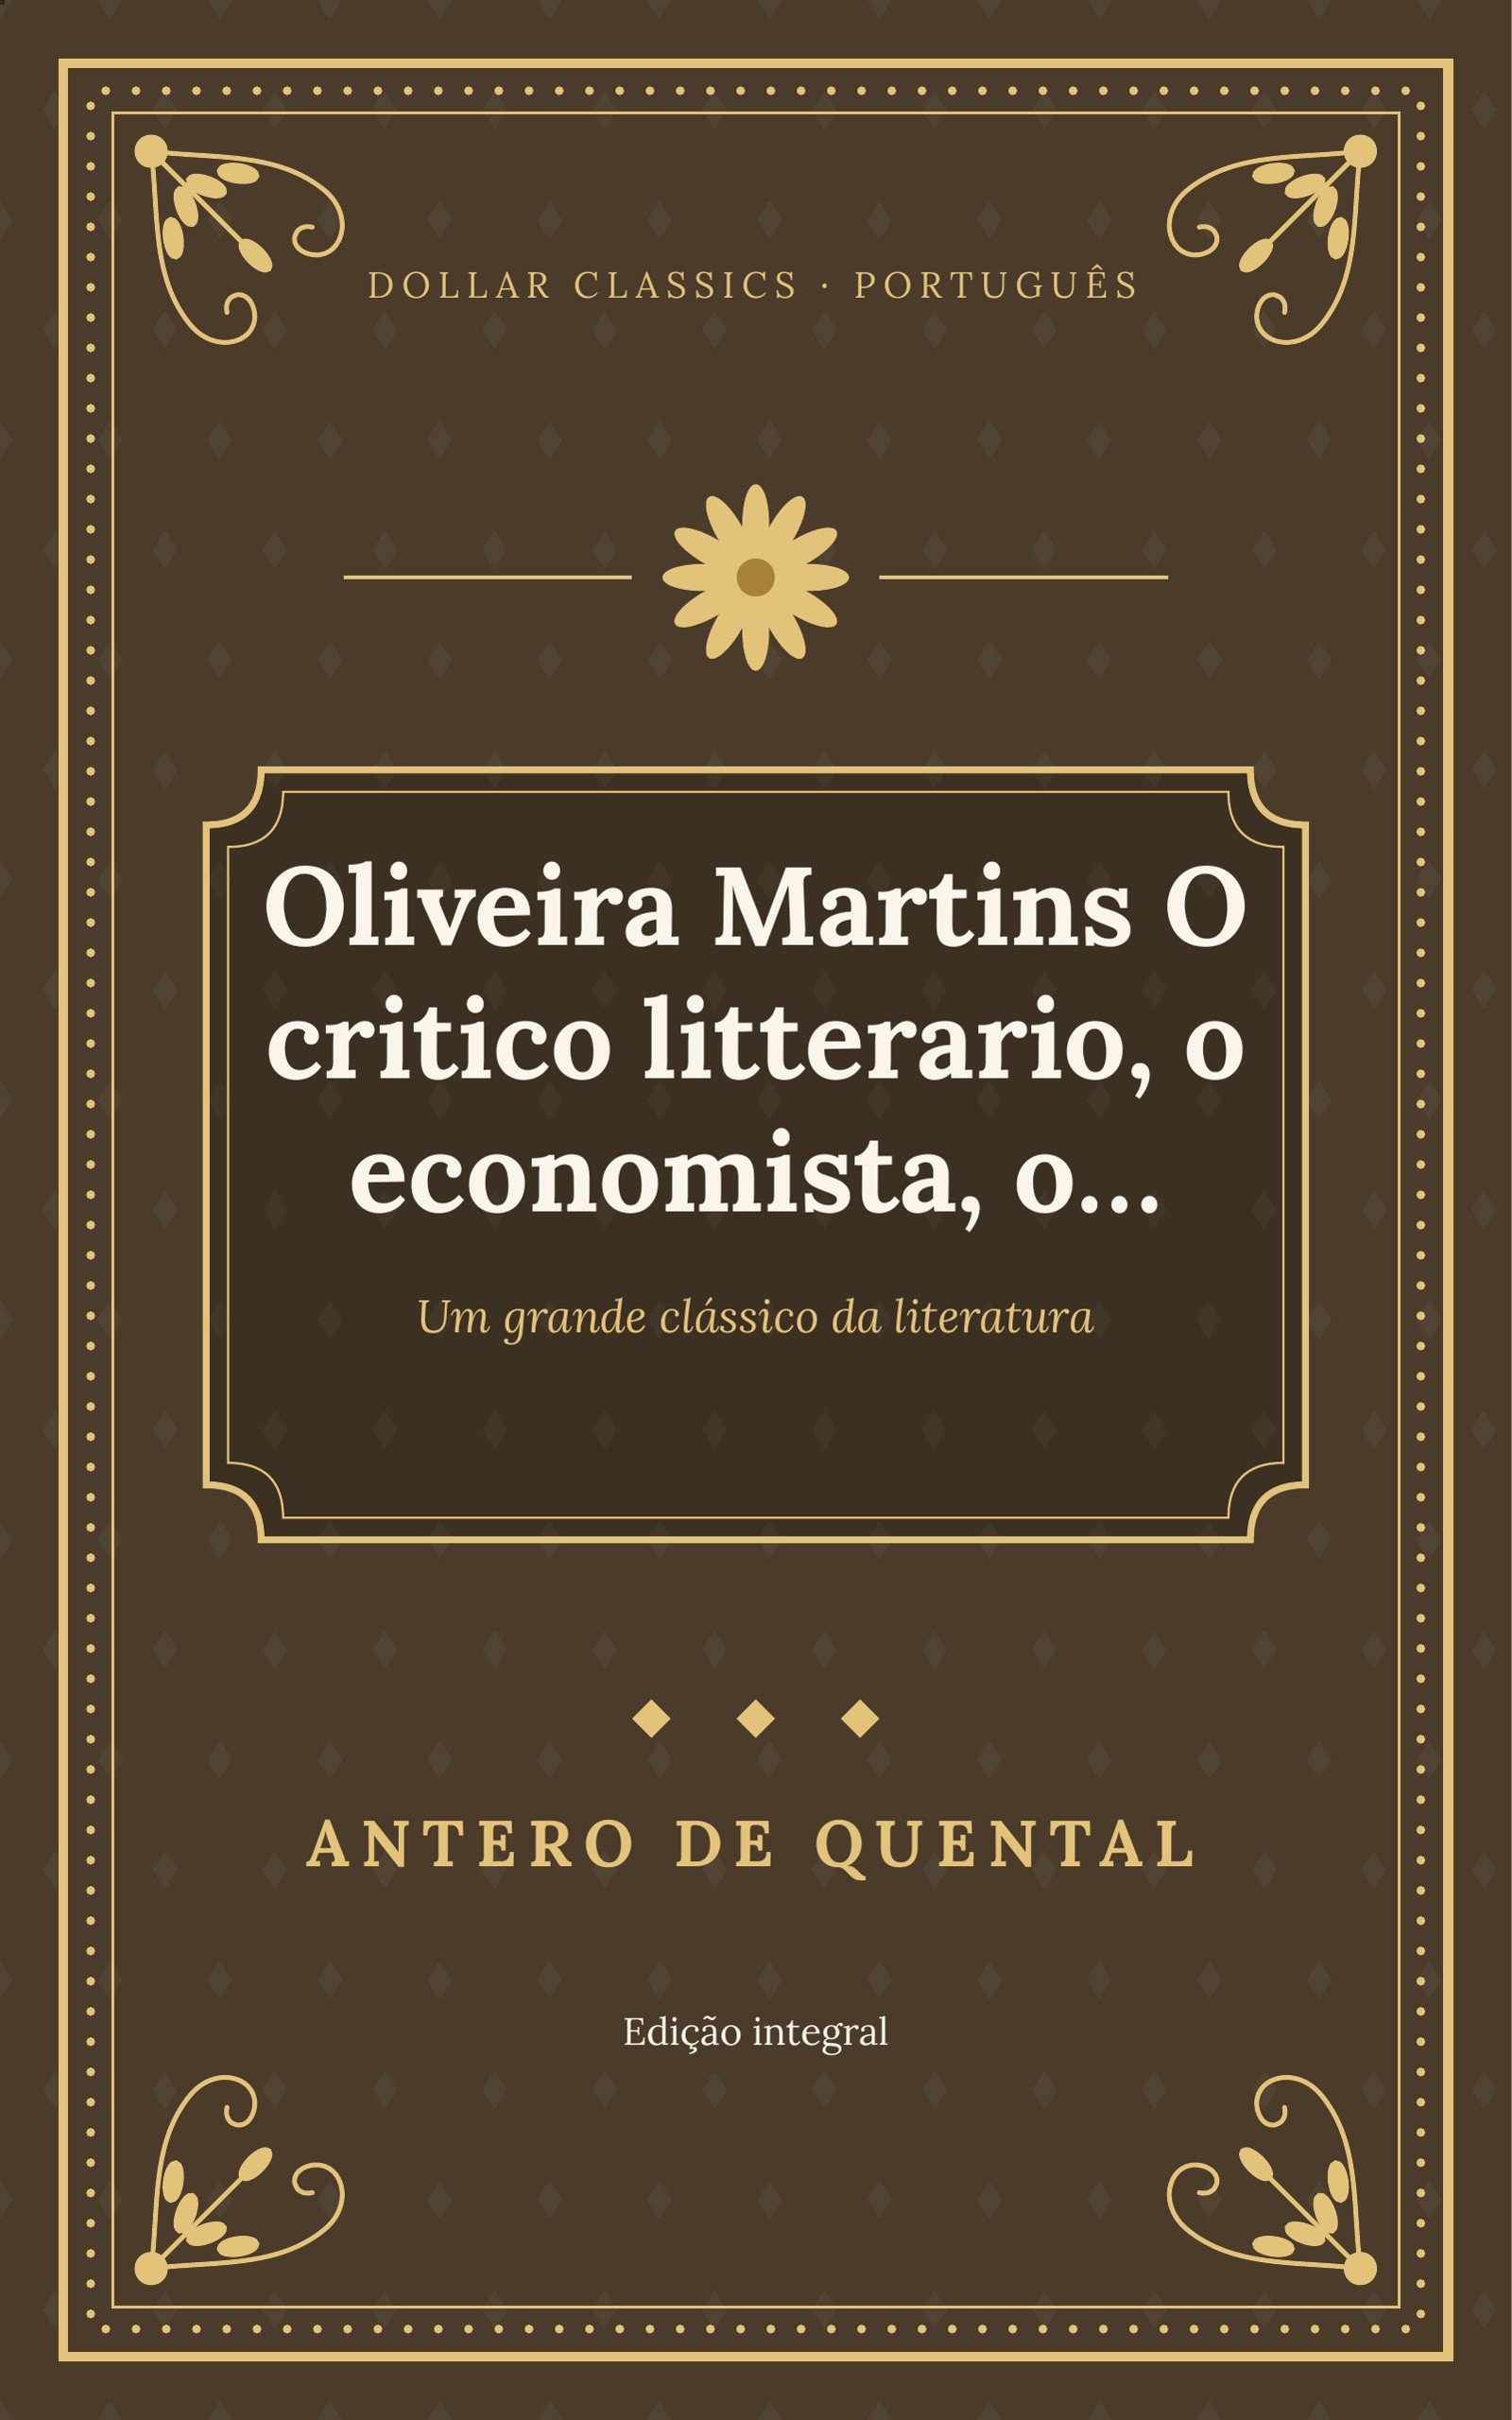 DOLLAR CLASSICS · PORTUGUÊS
Oliveira Martins O
critico litterario, o
economista, o...
Um grande clássico da literatura
ANTERO DE QUENTAL
Edição integral